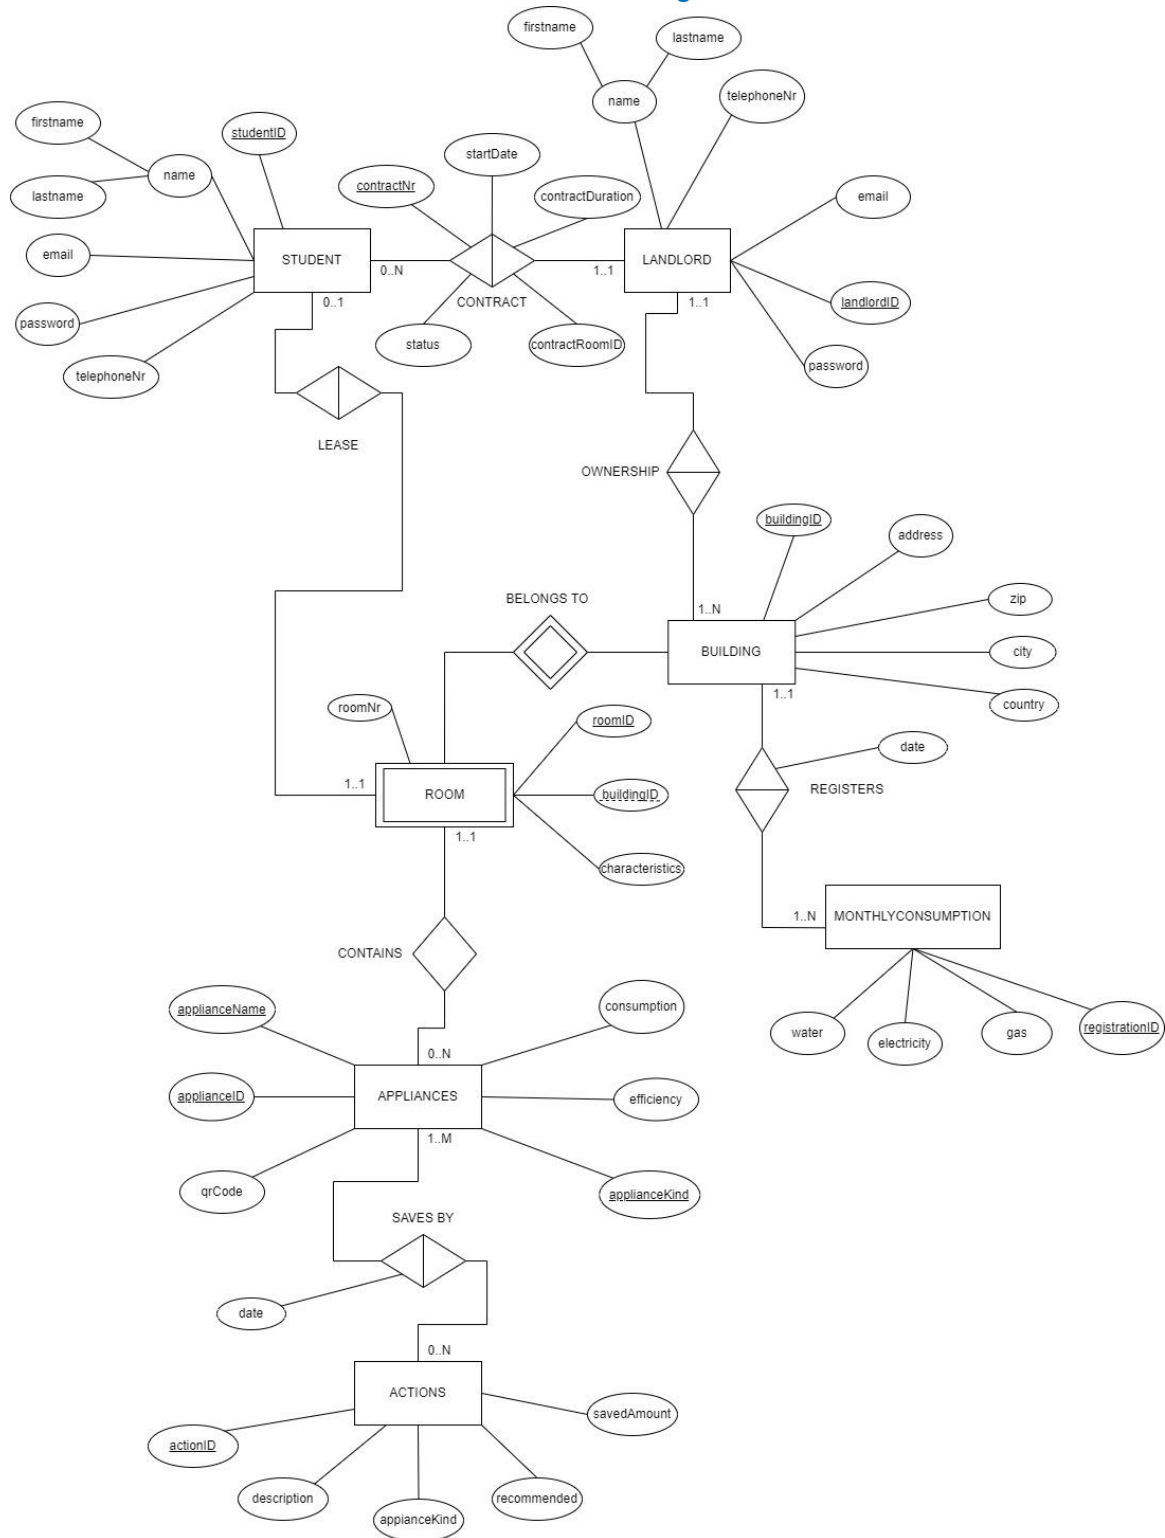 firstname
lastname
name
telephoneNr
firstname
studentID
startDate
name
contractNr
contractDuration
email
lastname
STUDENT
0..N
1..1
LANDLORD
email
CONTRACT
0..1
1..1
landlordID
password
status
contractRoomID
password
telephoneNr
LEASE
OWNERSHIP
buildingID
address
BELONGS TO
1..N
zip
BUILDING
city
1..1
country
roomNr
roomID
date
1..1
ROOM
buildingID
REGISTERS
1..1
characteristics
1..N
MONTHLYCONSUMPTION
CONTAINS
applianceName
consumption
water
electricity
gas
registrationID
0..N
applianceID
APPLIANCES
efficiency
1..M
qrCode
applianceKind
SAVES BY
date
0..N
ACTIONS
savedAmount
actionID
description
appianceKind
recommended